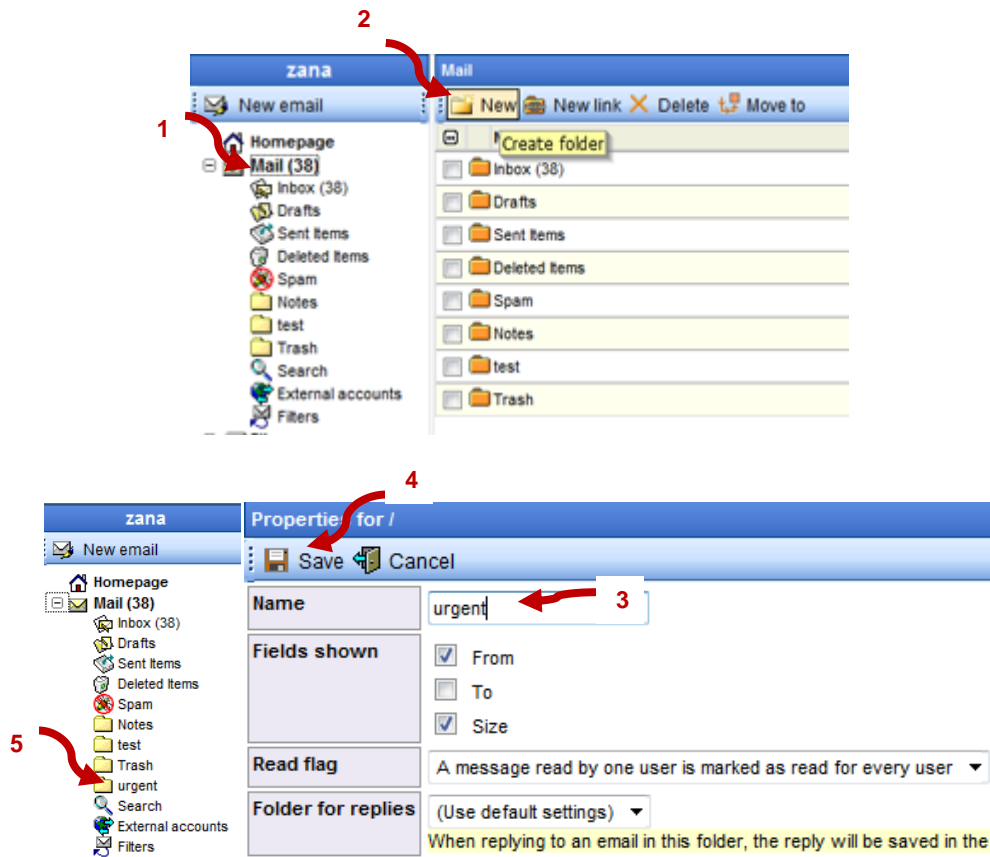 2
zana
Mail
New email
New New link Delete Move to
1
Create folder
Homepage
Mail (38)
Inbox (38)
Drafts
Sent Items
Deleted Items
Spam
Notes
test
Trash
Search
External accounts
Filters
Inbox (38)
Drafts
Sent Items
Deleted Items
Spam
Notes
test
Trash
4
zana
Properties for /
New email
Save Cancel
Homepage
Mail (38)
Inbox (38)
Drafts
Sent Items
Deleted Items
Spam
Notes
test
Trash
urgent
Search
External accounts
Filters
5
Name
urgent
3
Fields shown
From
To
Size
Read flag
A message read by one user is marked as read for every user
Folder for replies
(Use default settings)
When replying to an email in this folder, the reply will be saved in the